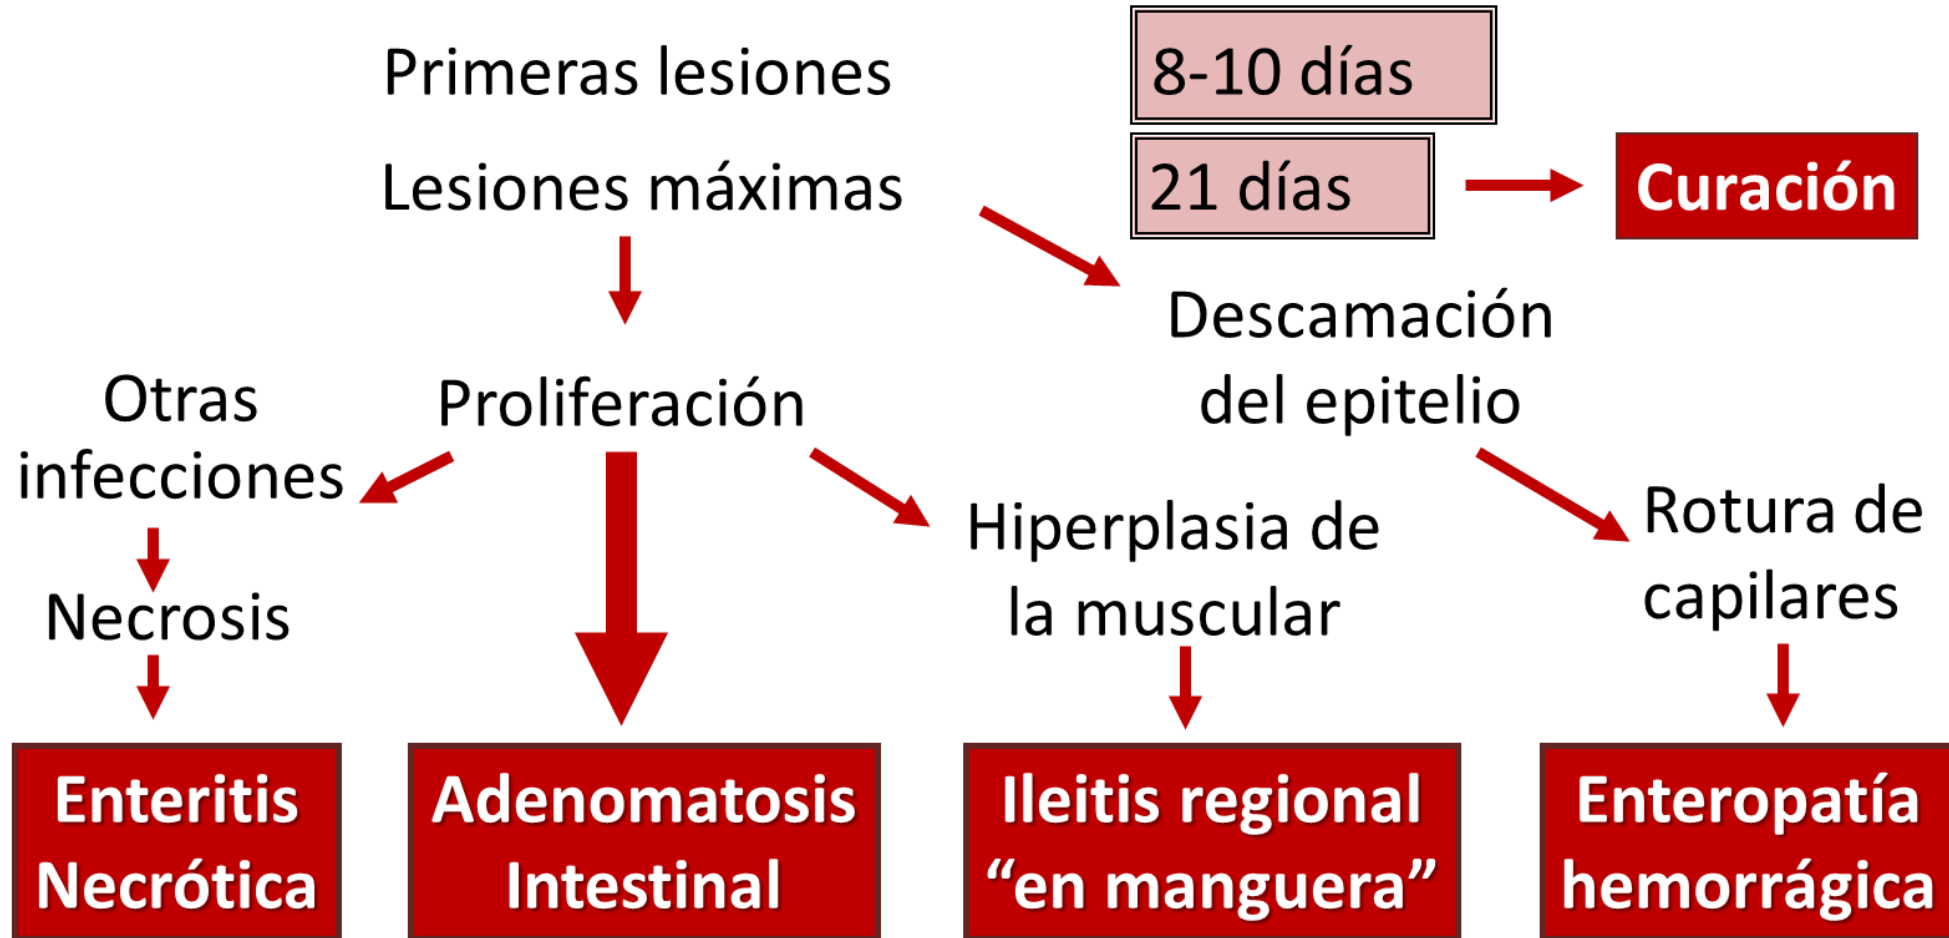 Primeras lesiones
8-10 días
Lesiones máximas
21 días
Curación
Descamación
del epitelio
Otras
infecciones
Proliferación
Hiperplasia de
la muscular
Rotura de
capilares
Necrosis
Enteritis
Necrótica
Adenomatosis
Intestinal
Ileitis regional
“en manguera”
Enteropatía
hemorrágica